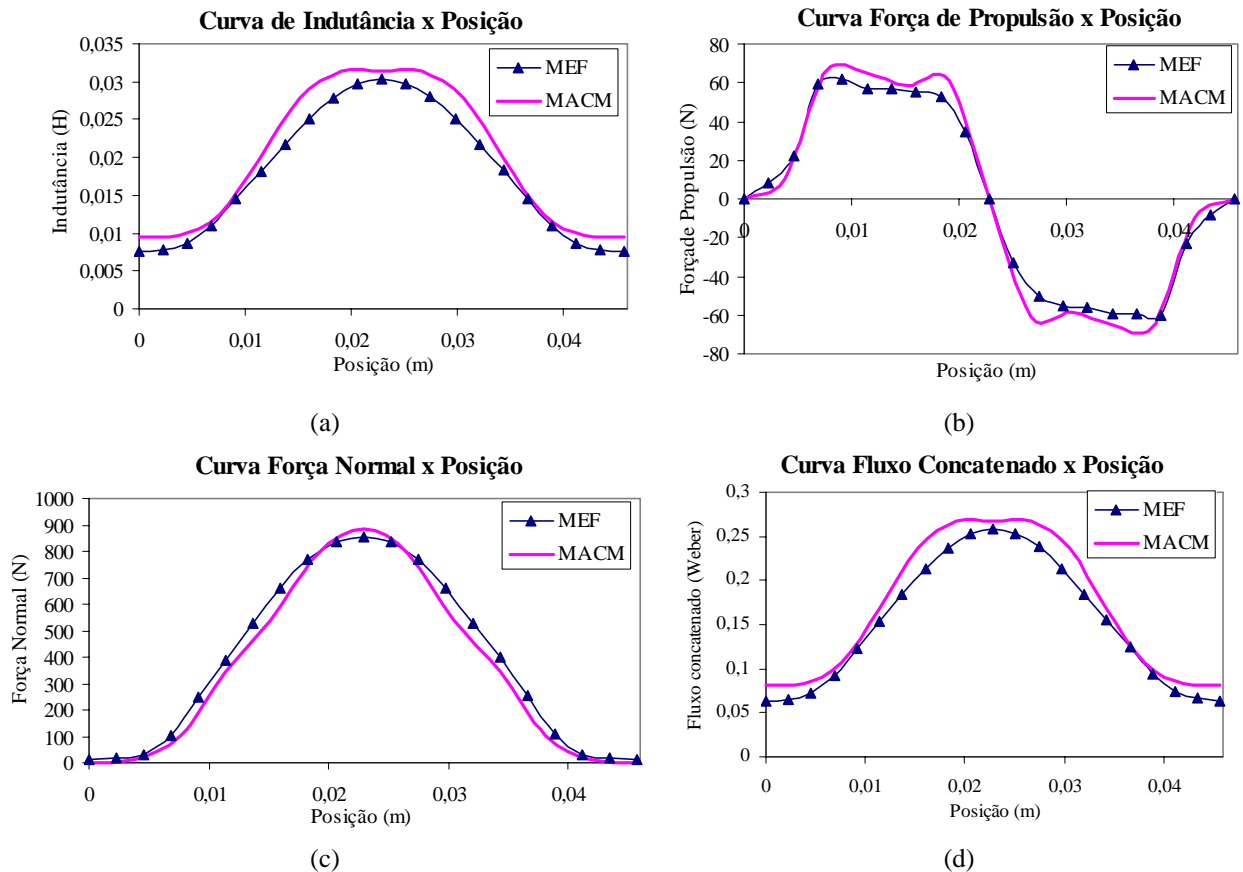 Curva de Indutância x Posição
0,035
0,03
0,025
0,02
0,015
0,01
0,005
0
Indutância (H)
MEF
MACM
0
0,01
0,02
0,03
0,04
Posição (m)
(a)
Curva Força de Propulsão x Posição
80
60
40
20
0
-20
-40
-60
-80
Forçade Propulsão (N)
MEF
MACM
0
0,01
0,02
0,03
0,04
Posição (m)
(b)
Curva Força Normal x Posição
1000
900
800
700
600
500
400
300
200
100
0
Força Normal (N)
MEF
MACM
0
0,01
0,02
0,03
0,04
Posição (m)
(c)
Curva Fluxo Concatenado x Posição
0,3
0,25
0,2
0,15
0,1
0,05
0
Fluxo concatenado (Weber)
MEF
MACM
0
0,01
0,02
0,03
0,04
Posição (m)
(d)